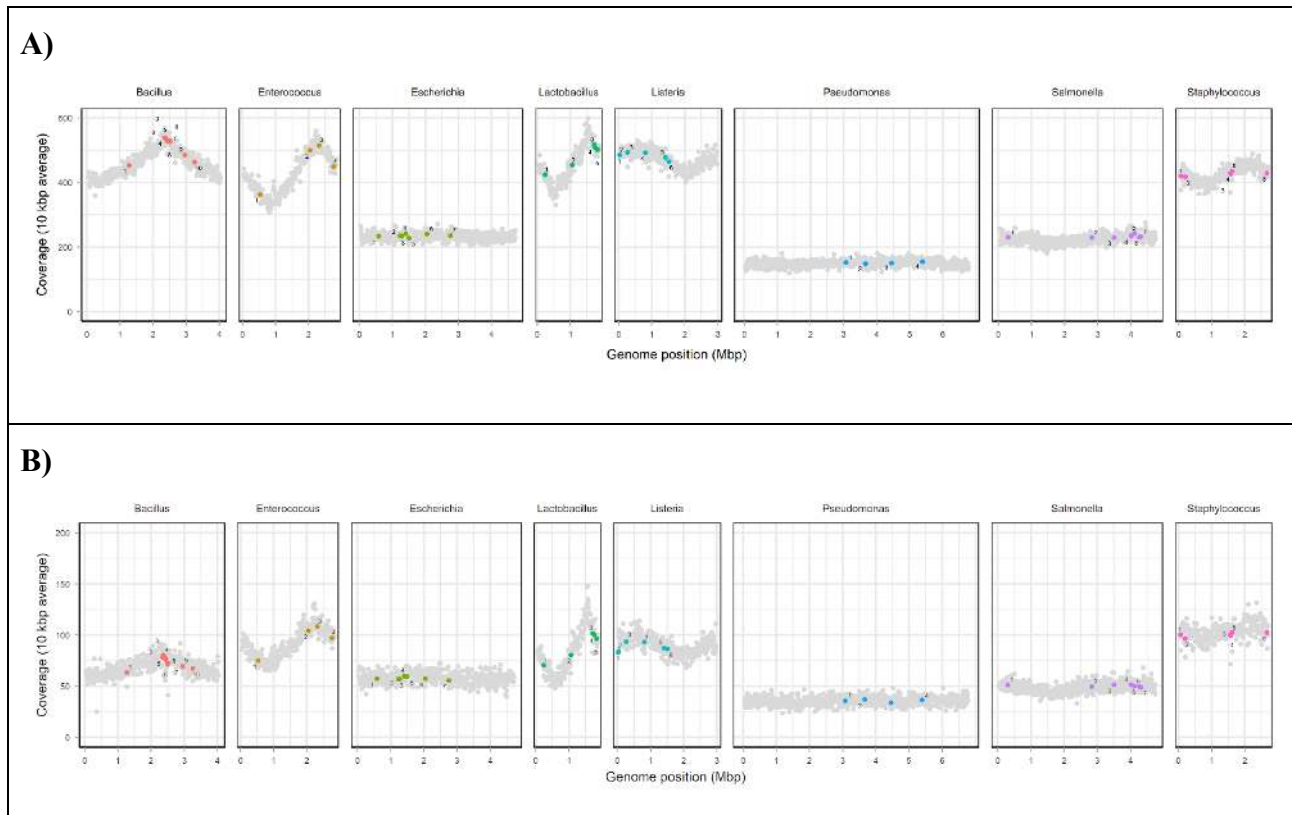 A)
Bacillus Enterococcus Escherichia Lactobacillus Listeria Pseudomonas Salmonella Staphylococcus
600
400
200
0
Coverage (10 kbp average)
0 1 2 3 4 0 1 2 0 1 2 3 4 0 1 0 1 2 3 0 1 2 3 4 5 6 0 1 2 3 4 0 1 2
Genome position (Mbp)
B)
Bacillus Enterococcus Escherichia Lactobacillus Listeria Pseudomonas Salmonella Staphylococcus
200
150
100
50
0
Coverage (10 kbp average)
0 1 2 3 4 0 1 2 0 1 2 3 4 0 1 0 1 2 3 0 1 2 3 4 5 6 0 1 2 3 4 0 1 2
Genome position (Mbp)